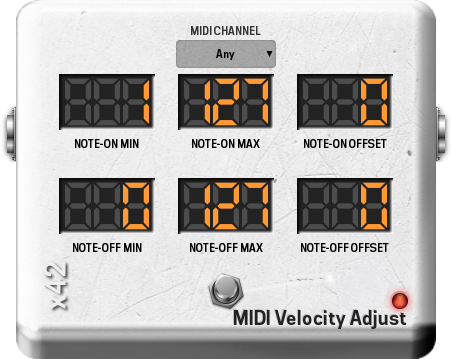 MIDI CHANNEL
Any
1 127 0
NOTE-ON MIN NOTE-ON MAX NOTE-ON OFFSET
0 127 0
NOTE-OFF MIN NOTE-OFF MAX NOTE-OFF OFFSET
x42
MIDI Velocity Adjust